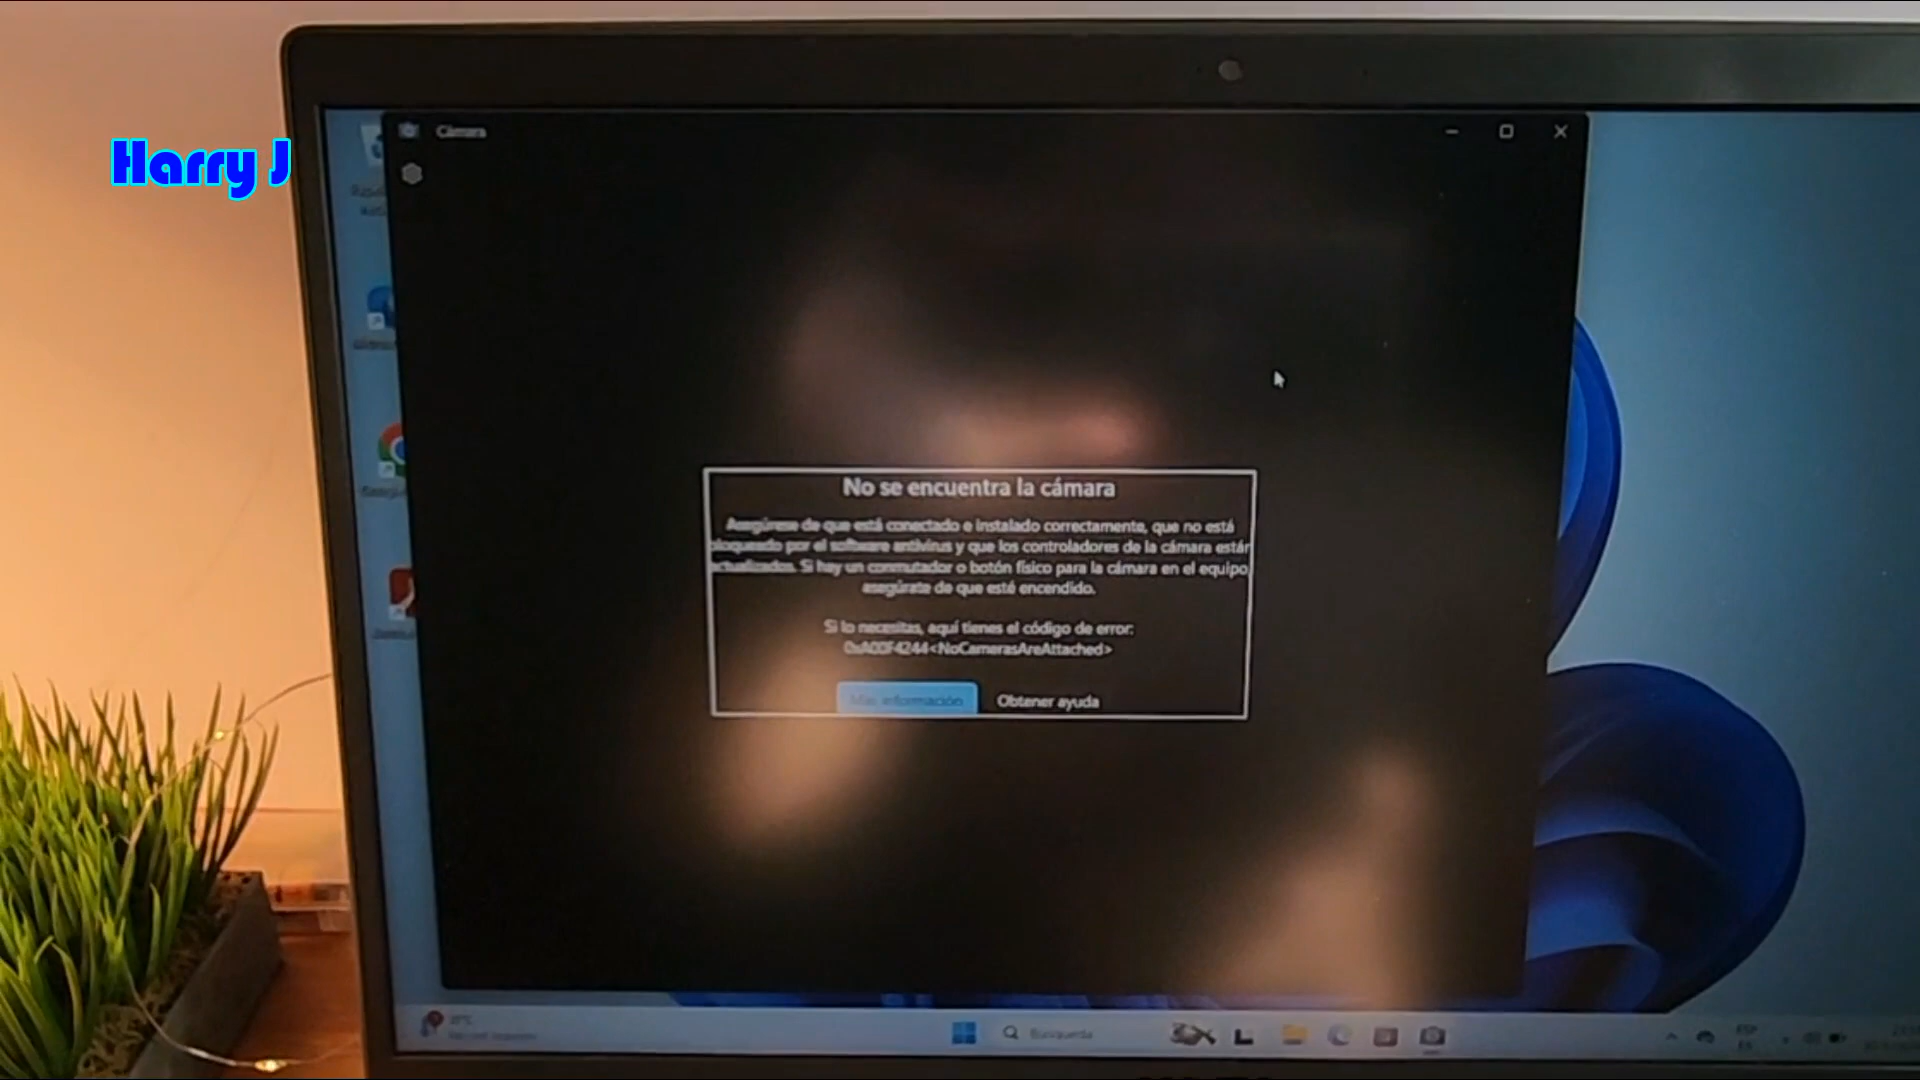 Harry J
Cámara
No se encuentra la cámara
Asegúrese de que está conectado e instalado correctamente, que no está
bloqueado por el software antivirus y que los controladores de la cámara están
actualizados. Si hay un conmutador o botón físico para la cámara en el equipo,
asegúrate de que esté encendido.
Si lo necesitas, aquí tienes el código de error:
0xA00F4244<NoCamerasAreAttached>
Más información
Obtener ayuda
Búsqueda
ESP